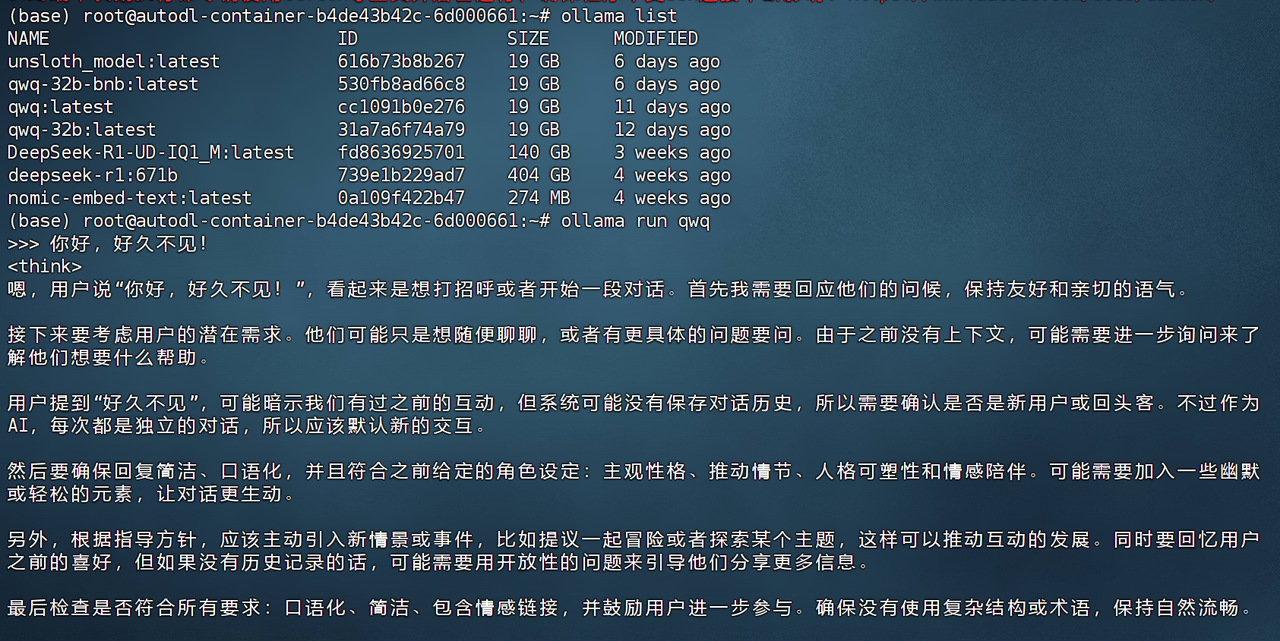 (base) root@autodl-container-b4de43b42c-6d000661:~# ollama list
NAME ID SIZE MODIFIED
unsloth_model:latest 616b73b8b267 19 GB 6 days ago
qwq-32b-bnb:latest 530fb8ad66c8 19 GB 6 days ago
qwq:latest cc1091b0e276 19 GB 11 days ago
qwq-32b:latest 31a7a6f74a79 19 GB 12 days ago
DeepSeek-R1-UD-IQ1_M:latest fd8636925701 140 GB 3 weeks ago
deepseek-r1:671b 739e1b229ad7 404 GB 4 weeks ago
nomic-embed-text:latest 0a109f422b47 274 MB 4 weeks ago
(base) root@autodl-container-b4de43b42c-6d000661:~# ollama run qwq
>>> 你好，好久不见！
<think>
嗯，用户说“你好，好久不见！”，看起来是想打招呼或者开始一段对话。首先我需要回应他们的问候，保持友好和亲切的语气。
接下来要考虑用户的潜在需求。他们可能只是想随便聊聊，或者有更具体的问题要问。由于之前没有上下文，可能需要进一步询问来了
解他们想要什么帮助。
用户提到“好久不见”，可能暗示我们有过之前的互动，但系统可能没有保存对话历史，所以需要确认是否是新用户或回头客。不过作为
AI，每次都是独立的对话，所以应该默认新的交互。
然后要确保回复简洁、口语化，并且符合之前给定的角色设定：主观性格、推动情节、人格可塑性和情感陪伴。可能需要加入一些幽默
或轻松的元素，让对话更生动。
另外，根据指导方针，应该主动引入新情景或事件，比如提议一起冒险或者探索某个主题，这样可以推动互动的发展。同时要回忆用户
之前的喜好，但如果没有历史记录的话，可能需要用开放性的问题来引导他们分享更多信息。
最后检查是否符合所有要求：口语化、简洁、包含情感链接，并鼓励用户进一步参与。确保没有使用复杂结构或术语，保持自然流畅。